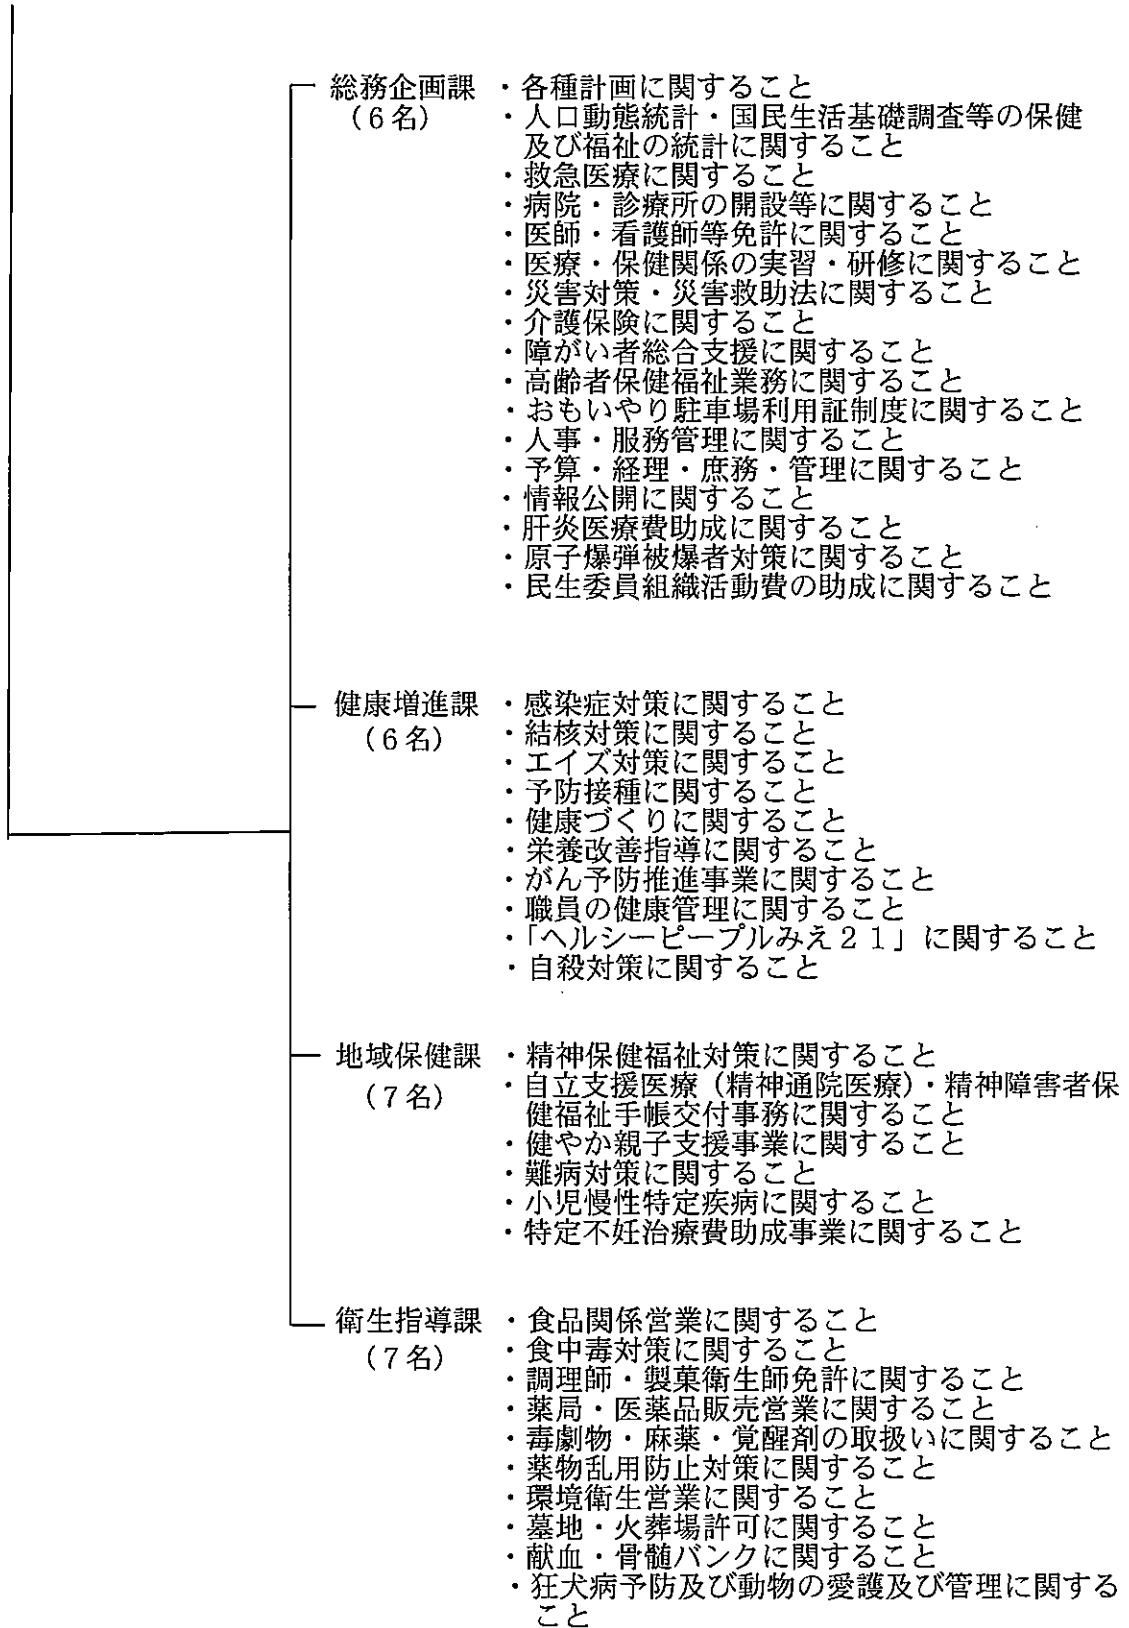 総務企画課 ・各種計画に関すること
(6名) ・人口動態統計・国民生活基礎調査等の保健
及び福祉の統計に関すること
・救急医療に関すること
・病院・診療所の開設等に関すること
・医師・看護師等免許に関すること
・医療・保健関係の実習・研修に関すること
・災害対策・災害救助法に関すること
・介護保険に関すること
・障がい者総合支援に関すること
・高齢者保健福祉業務に関すること
・おもいやり駐車場利用証制度に関すること
・人事・服務管理に関すること
・予算・経理・庶務・管理に関すること
・情報公開に関すること
・肝炎医療費助成に関すること
・原子爆弾被爆者対策に関すること
・民生委員組織活動費の助成に関すること
健康増進課 ・感染症対策に関すること
(6名) ・結核対策に関すること
・エイズ対策に関すること
・予防接種に関すること
・健康づくりに関すること
・栄養改善指導に関すること
・がん予防推進事業に関すること
・職員の健康管理に関すること
・「ヘルシーピープルみえ21」に関すること
・自殺対策に関すること
地域保健課 ・精神保健福祉対策に関すること
(7名) ・自立支援医療(精神通院医療)・精神障害者保
健福祉手帳交付事務に関すること
・健やか親子支援事業に関すること
・難病対策に関すること
・小児慢性特定疾病に関すること
・特定不妊治療費助成事業に関すること
衛生指導課 ・食品関係営業に関すること
(7名) ・食中毒対策に関すること
・調理師・製菓衛生師免許に関すること
・薬局・医薬品販売営業に関すること
・毒劇物・麻薬・覚醒剤の取扱いに関すること
・薬物乱用防止対策に関すること
・環境衛生営業に関すること
・墓地・火葬場許可に関すること
・献血・骨髄バンクに関すること
・狂犬病予防及び動物の愛護及び管理に関する
こと